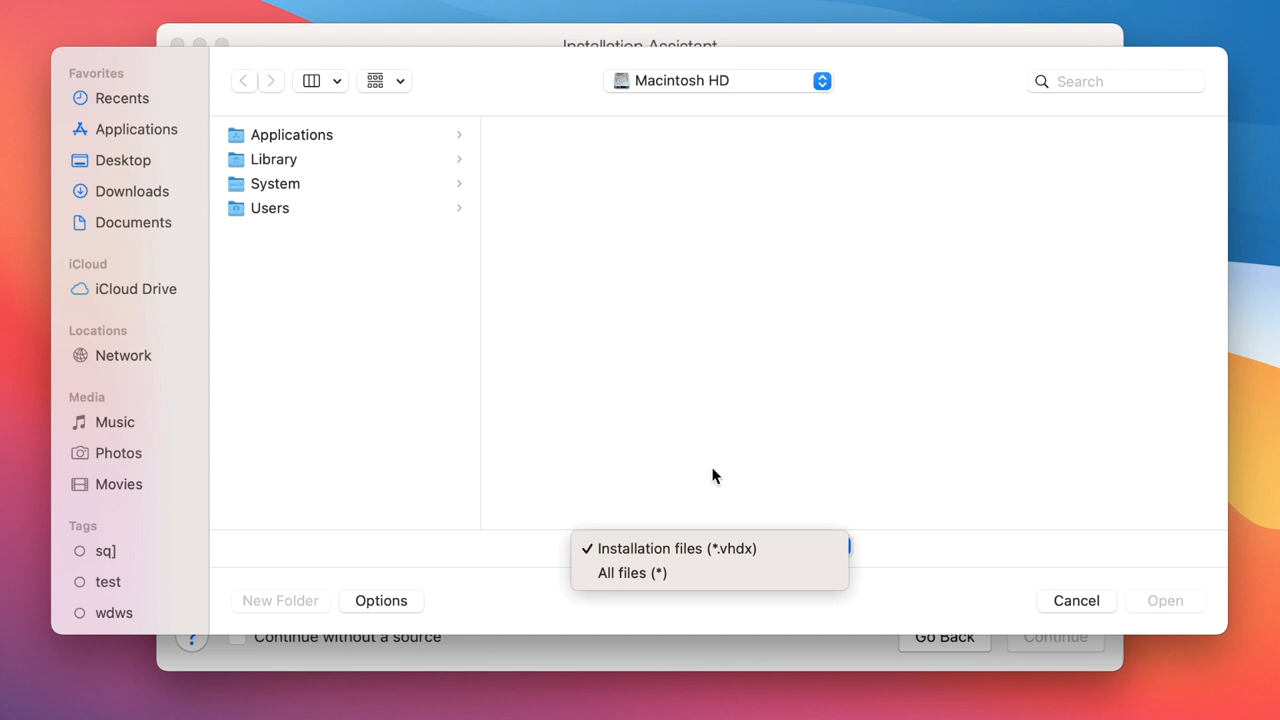 Installation Assistant
Favorites
Recents
Applications
Desktop
Downloads
Documents
iCloud
iCloud Drive
Locations
Network
Media
Music
Photos
Movies
Tags
sq]
test
wdws
Macintosh HD
Search
Applications
Library
System
Users
✓ Installation files (*.vhdx)
All files (*)
New Folder
Options
Cancel
Open
?
Continue without a source
Go Back
Continue